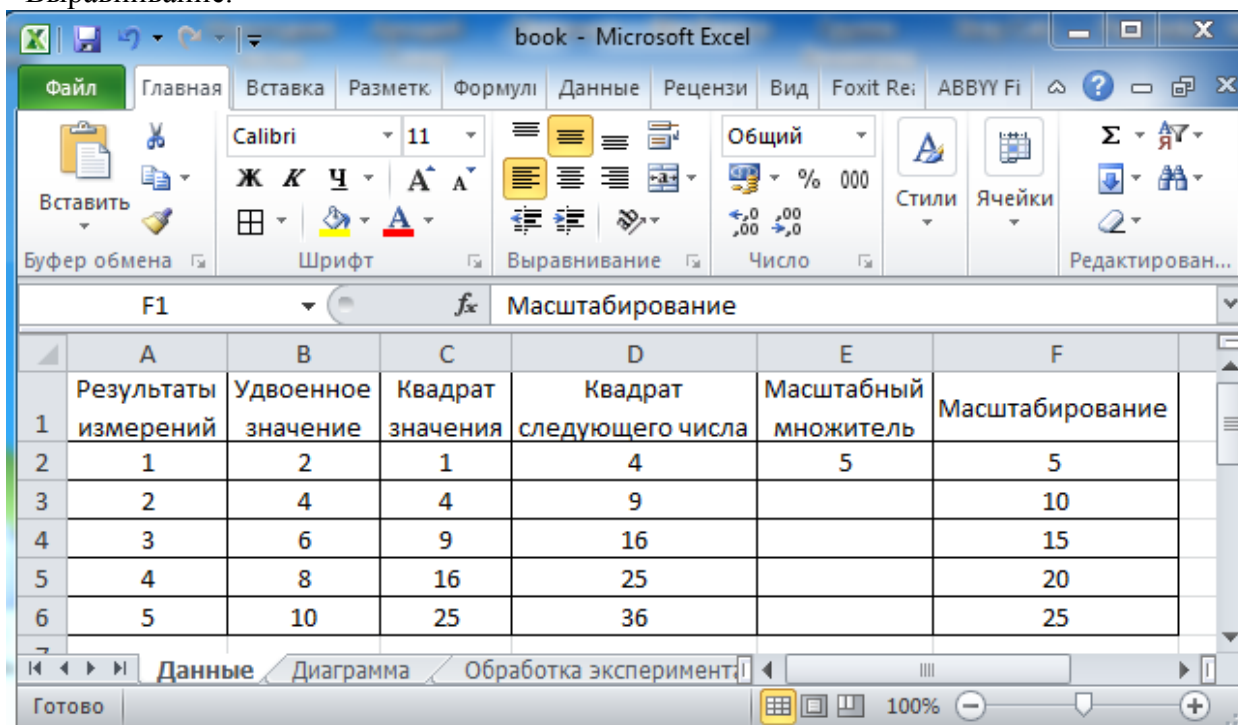 Выравнивание.
book - Microsoft Excel
Файл Главная Вставка Разметк Формулı Данные Рецензи Вид Foxit Rea ABBYY Fi
Вставить
Calibri 11
Ж К Ч
Общий
% 000
Стили Ячейки
Буфер обмена Шрифт Выравнивание Число Редактирован...
F1 fx Масштабирование
A B C D E F
1 Результаты измерений Удвоенное значение Квадрат значения Квадрат следующего числа Масштабный множитель Масштабирование
2 1 2 1 4 5 5
3 2 4 4 9 10
4 3 6 9 16 15
5 4 8 16 25 20
6 5 10 25 36 25
Данные Диаграмма Обработка эксперимента
Готово 100%